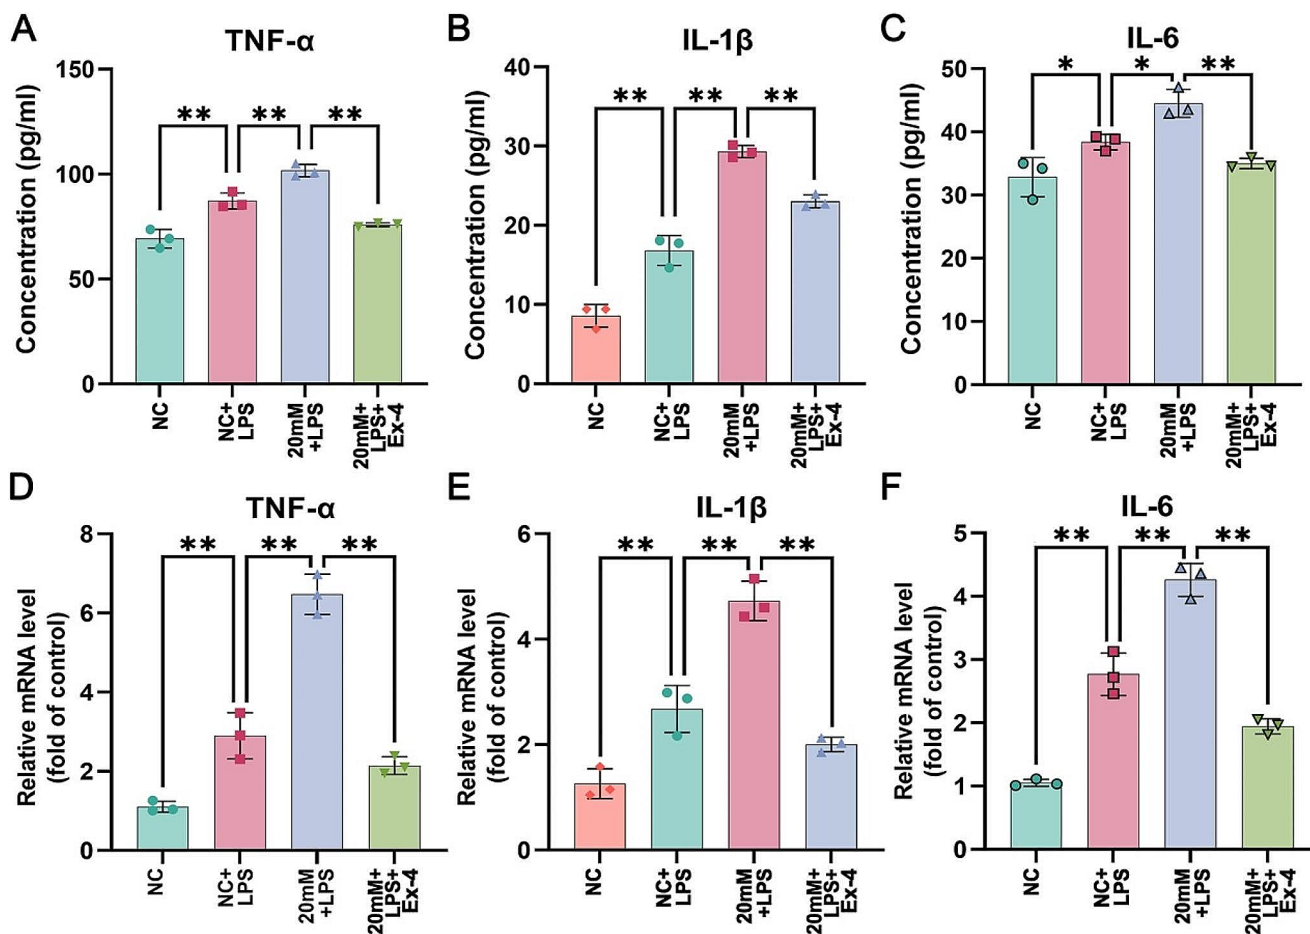 A
TNF-α
Concentration (pg/ml)
150
100
50
0
**
**
**
NC
NC+
LPS
20mM
+LPS
20mM+
LPS+
Ex-4
B
IL-1β
Concentration (pg/ml)
40
30
20
10
0
**
**
**
NC
NC+
LPS
20mM
+LPS
20mM+
LPS+
Ex-4
C
IL-6
Concentration (pg/ml)
50
40
30
20
10
0
*
*
**
NC
NC+
LPS
20mM
+LPS
20mM+
LPS+
Ex-4
D
TNF-α
Relative mRNA level
(fold of control)
8
6
4
2
0
**
**
**
NC
NC+
LPS
20mM
+LPS
20mM+
LPS+
Ex-4
E
IL-1β
Relative mRNA level
(fold of control)
6
4
2
0
**
**
**
NC
NC+
LPS
20mM
+LPS
20mM+
LPS+
Ex-4
F
IL-6
Relative mRNA level
(fold of control)
5
4
3
2
1
0
**
**
**
NC
NC+
LPS
20mM
+LPS
20mM+
LPS+
Ex-4